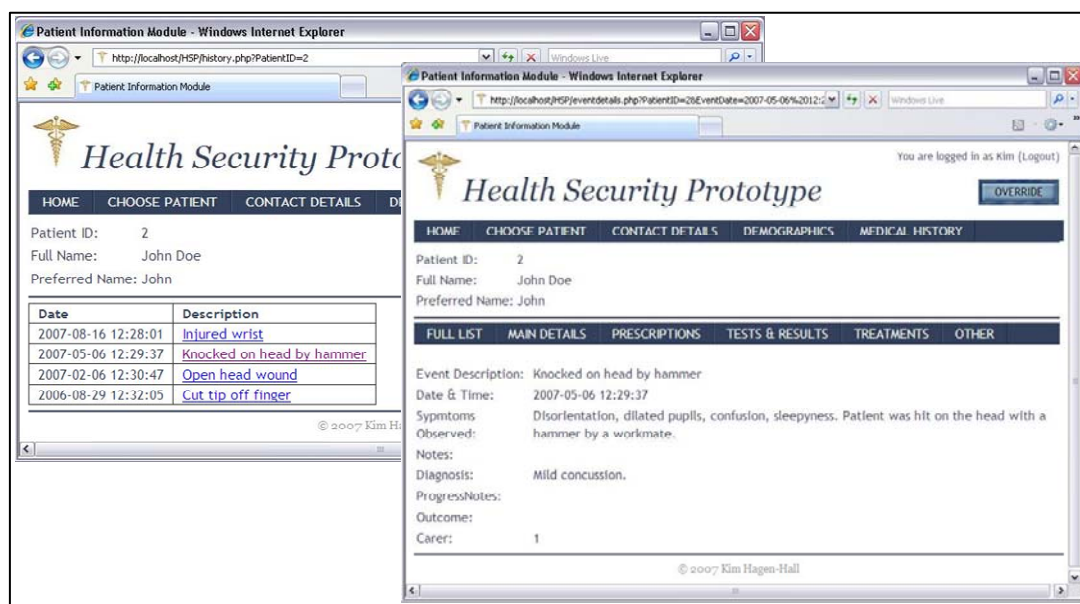 Patient Information Module - Windows Internet Explorer
http://localhost/HSP/history.php?PatientID=2
Windows Live
Patient Information Module
Health Security Proto
HOME CHOOSE PATIENT CONTACT DETAILS
Patient ID: 2
Full Name: John Doe
Preferred Name: John
Date Description
2007-08-16 12:28:01 Injured wrist
2007-05-06 12:29:37 Knocked on head by hammer
2007-02-06 12:30:47 Open head wound
2006-08-29 12:32:05 Cut tip off finger
© 2007 Kim
Patient Information Module - Windows Internet Explorer
http://localhost/HSP/eventdetails.php?PatientID=2&EventDate=2007-05-06%2012:2
Windows Live
Patient Information Module
You are logged in as Kim (Logout)
Health Security Prototype
OVERRIDE
HOME CHOOSE PATIENT CONTACT DETAILS DEMOGRAPHICS MEDICAL HISTORY
Patient ID: 2
Full Name: John Doe
Preferred Name: John
FULL LIST MAIN DETAILS PRESCRIPTIONS TESTS & RESULTS TREATMENTS OTHER
Event Description: Knocked on head by hammer
Date & Time: 2007-05-06 12:29:37
Sypmtoms Disorientation, dilated pupils, confusion, sleepyness. Patient was hit on the head with a
Observed: hammer by a workmate.
Notes:
Diagnosis: Mild concussion.
ProgressNotes:
Outcome:
Carer: 1
© 2007 Kim Hagen-Hall